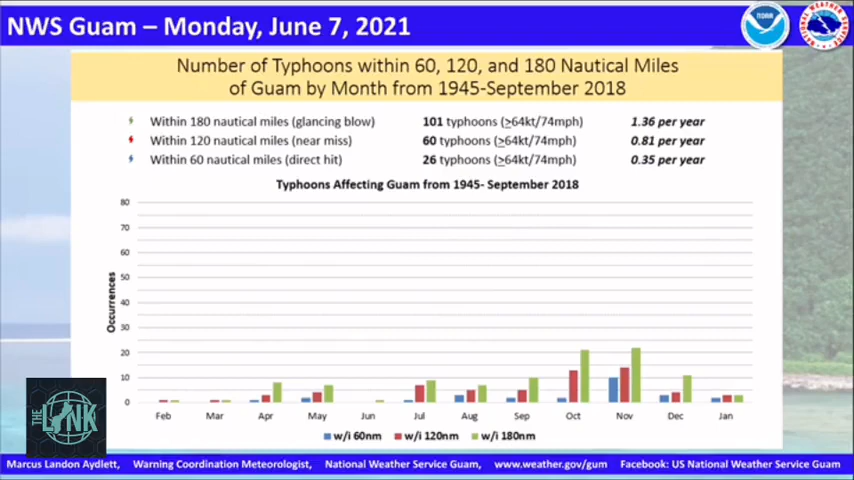 NWS Guam – Monday, June 7, 2021
NOAA
NATIONAL WEATHER SERVICE
Number of Typhoons within 60, 120, and 180 Nautical Miles
of Guam by Month from 1945-September 2018
Within 180 nautical miles (glancing blow) 101 typhoons (≥64kt/74mph) 1.36 per year
Within 120 nautical miles (near miss) 60 typhoons (≥64kt/74mph) 0.81 per year
Within 60 nautical miles (direct hit) 26 typhoons (≥64kt/74mph) 0.35 per year
Typhoons Affecting Guam from 1945- September 2018
80
70
60
50
40
30
20
10
0
Occurrences
Feb Mar Apr May Jun Jul Aug Sep Oct Nov Dec Jan
w/i 60nm w/i 120nm w/i 180nm
THE LINK
Marcus Landon Aydlett, Warning Coordination Meteorologist, National Weather Service Guam, www.weather.gov/gum Facebook: US National Weather Service Guam